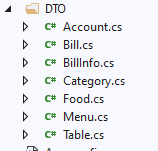 DTO
C# Account.cs
C# Bill.cs
C# BillInfo.cs
C# Category.cs
C# Food.cs
C# Menu.cs
C# Table.cs